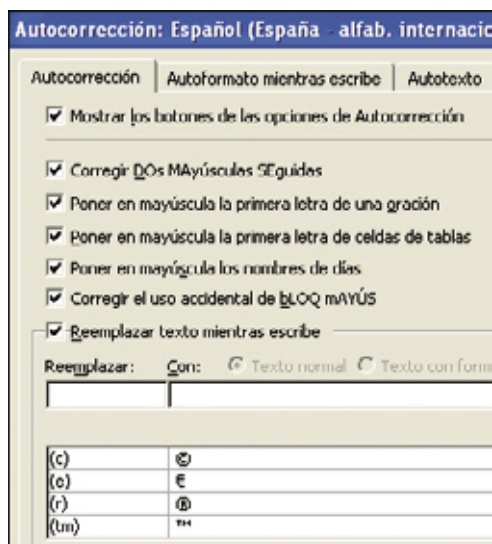 Autocorrección: Español (España - alfab. internacio
Autocorrección Autoformato mientras escribe Autotexto
Mostrar los botones de las opciones de Autocorrección
Corregir DOs MAyúsculas SEguidas
Poner en mayúscula la primera letra de una oración
Poner en mayúscula la primera letra de celdas de tablas
Poner en mayúscula los nombres de días
Corregir el uso accidental de bLOQ mAYÚS
Reemplazar texto mientras escribe
Reemplazar: Con: Texto normal Texto con form
(c) ©
(e) €
(r) ®
(tm) ™